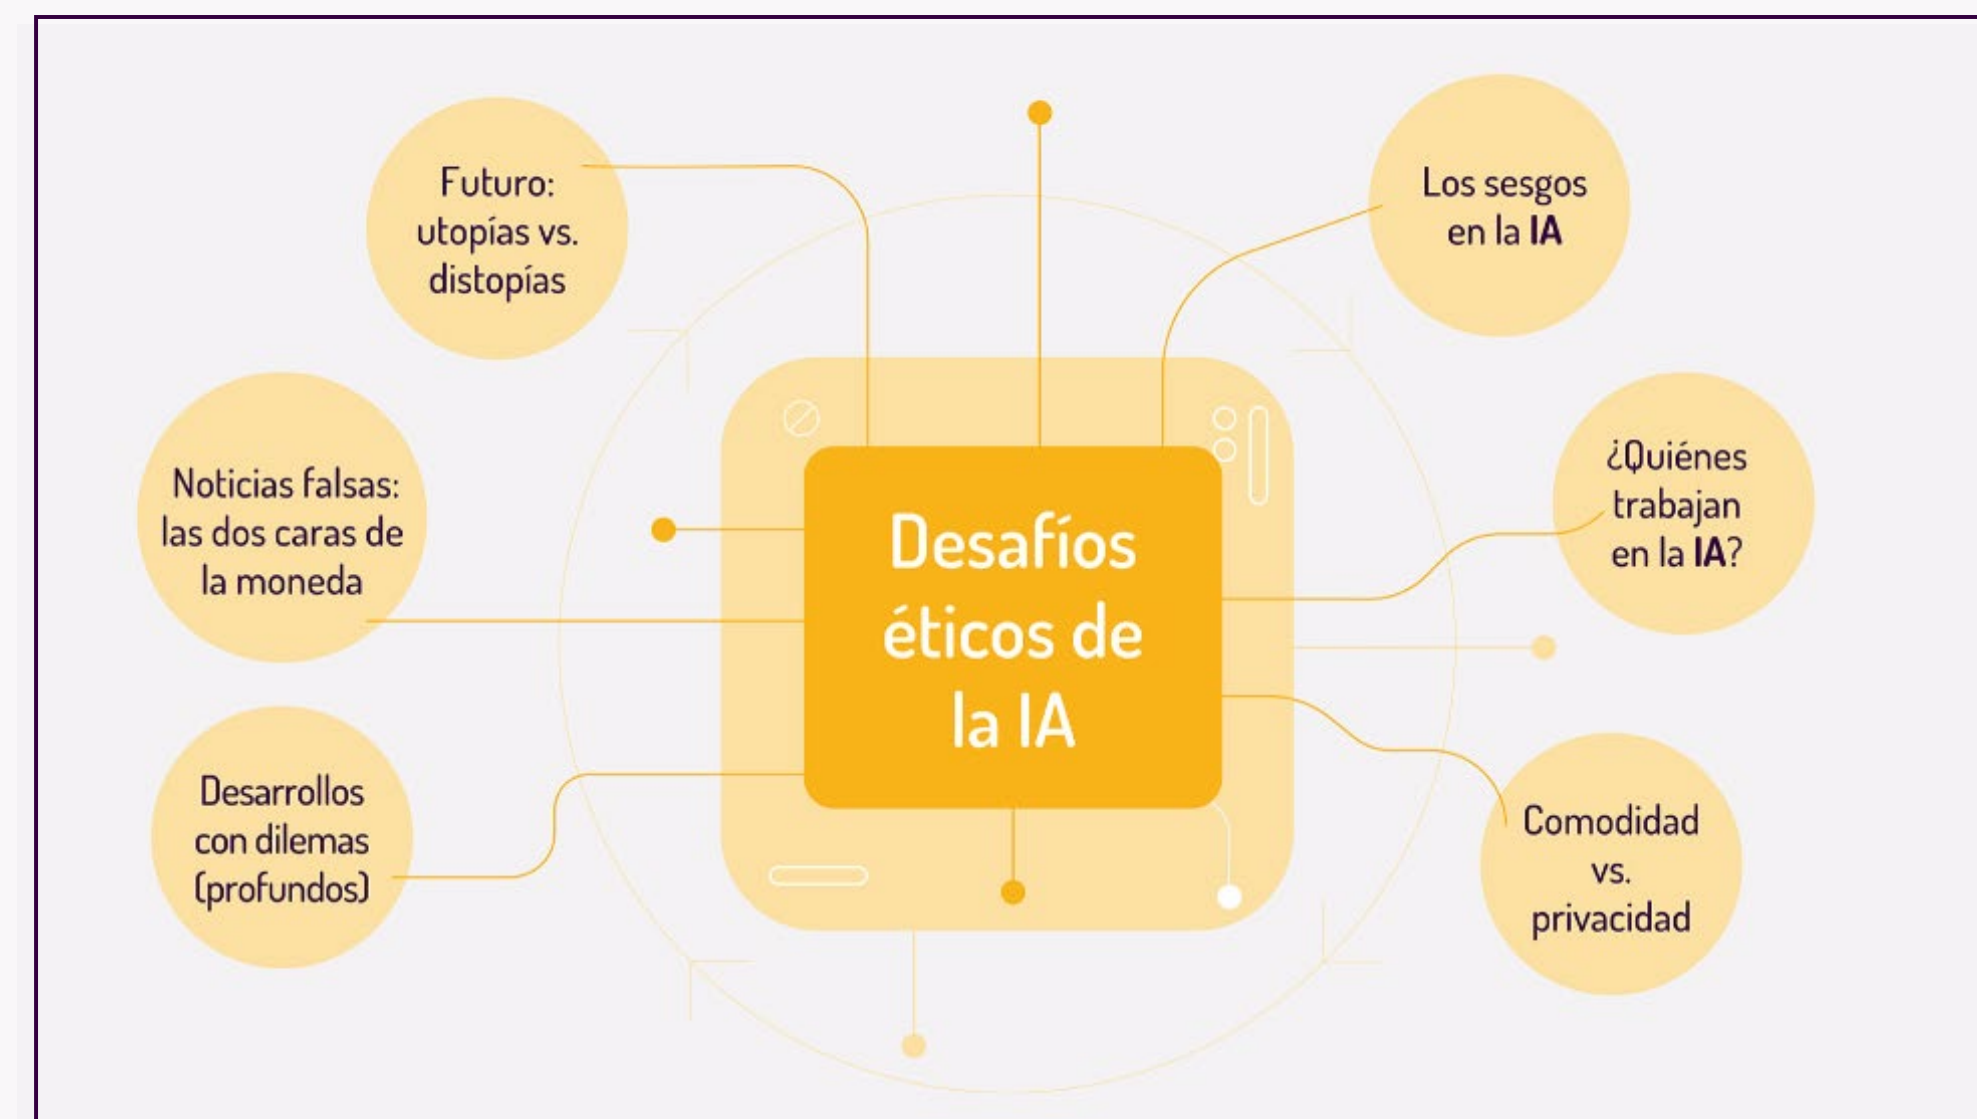 Futuro:
utopías vs.
distopías
Los sesgos
en la IA
Noticias falsas:
las dos caras de
la moneda
Desafíos
éticos de
la IA
¿Quiénes
trabajan
en la IA?
Desarrollos
con dilemas
(profundos)
Comodidad
vs.
privacidad